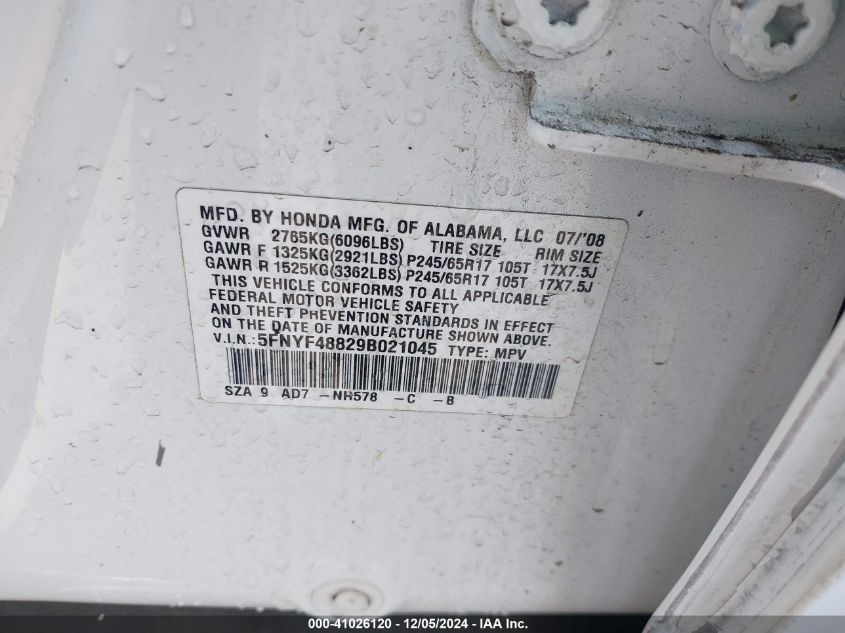 MFD. BY HONDA MFG. OF ALABAMA, LLC 07/'08
GVWR 2765KG(6096LBS) TIRE SIZE RIM SIZE
GAWR F 1325KG(2921LBS) P245/65R17 105T 17X7.5J
GAWR R 1525KG(3362LBS) P245/65R17 105T 17X7.5J
THIS VEHICLE CONFORMS TO ALL APPLICABLE
FEDERAL MOTOR VEHICLE SAFETY
AND THEFT PREVENTION STANDARDS IN EFFECT
ON THE DATE OF MANUFACTURE SHOWN ABOVE.
V.I.N.: 5FNYF48829B021045 TYPE: MPV
SZA 9 AD7 -NH578 -C -B
000-41026120 - 12/05/2024 - IAA Inc.